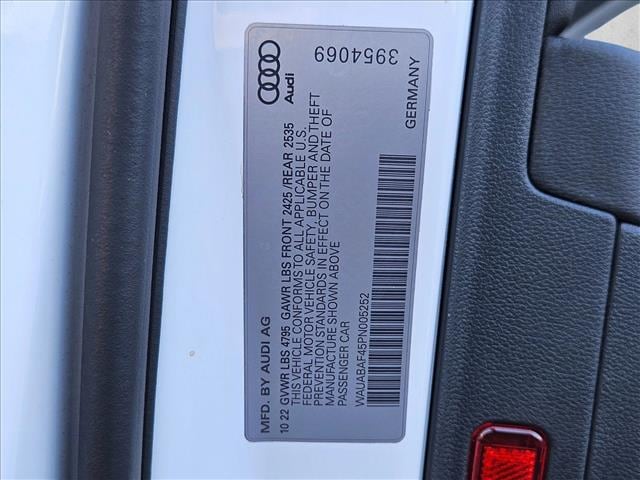 MFD. BY AUDI AG
10 22 GVWR LBS 4795 GAWR LBS FRONT 2425 /REAR 2535
THIS VEHICLE CONFORMS TO ALL APPLICABLE U.S.
FEDERAL MOTOR VEHICLE SAFETY, BUMPER AND THEFT
PREVENTION STANDARDS IN EFFECT ON THE DATE OF
MANUFACTURE SHOWN ABOVE
PASSENGER CAR
WAUABAF45PN005252
Audi
3954069
GERMANY